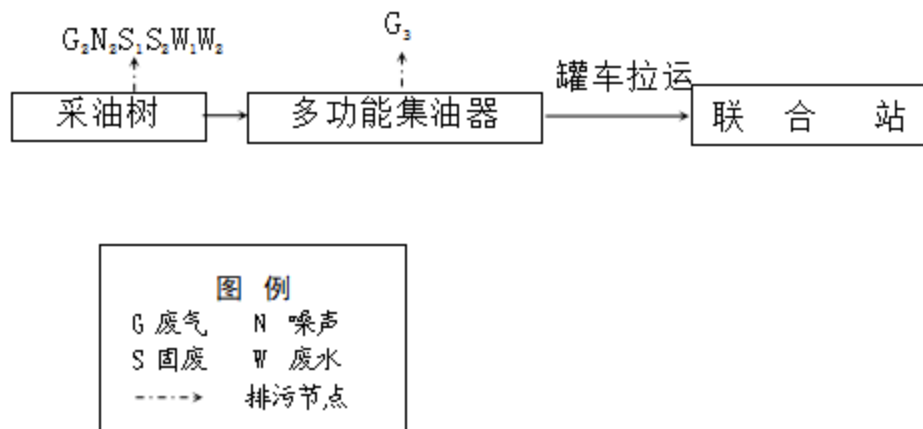 G₂N₂S₁S₂W₁W₂
G₃
罐车拉运
采油树
多功能集油器
联 合 站
图 例
G 废气 N 噪声
S 固废 W 废水
排污节点